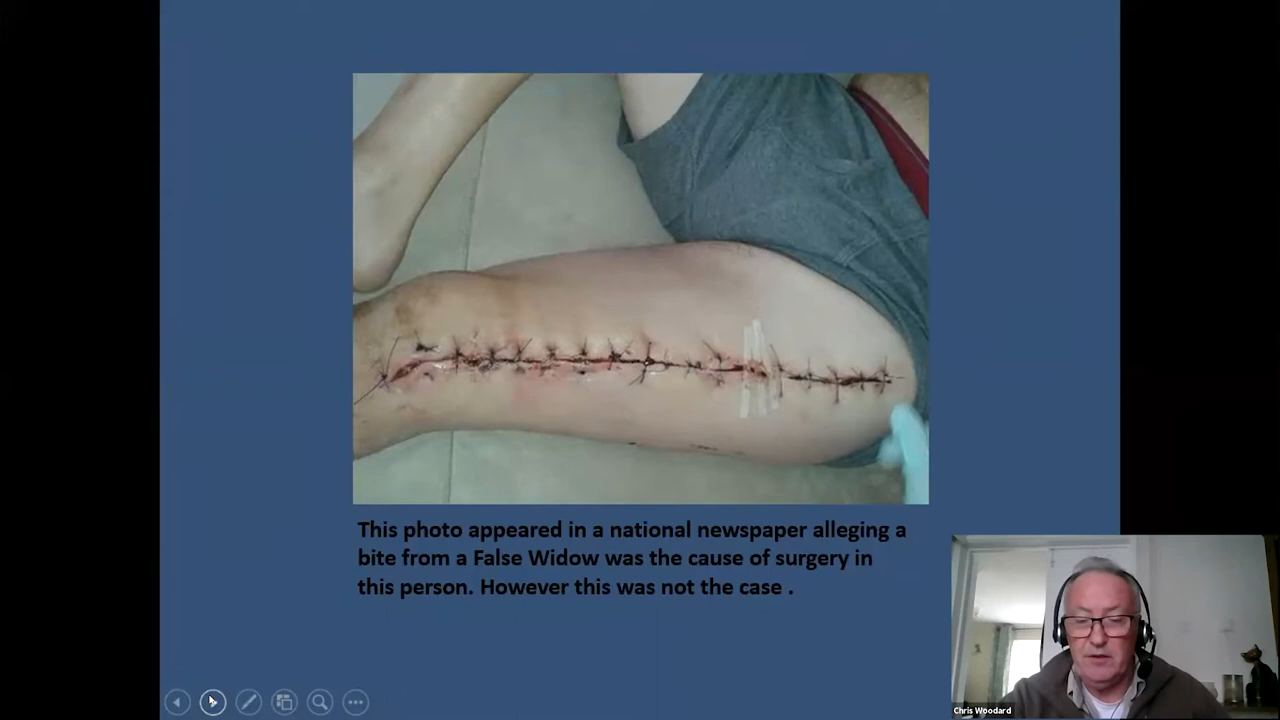 This photo appeared in a national newspaper alleging a
bite from a False Widow was the cause of surgery in
this person. However this was not the case .
Chris Woodard